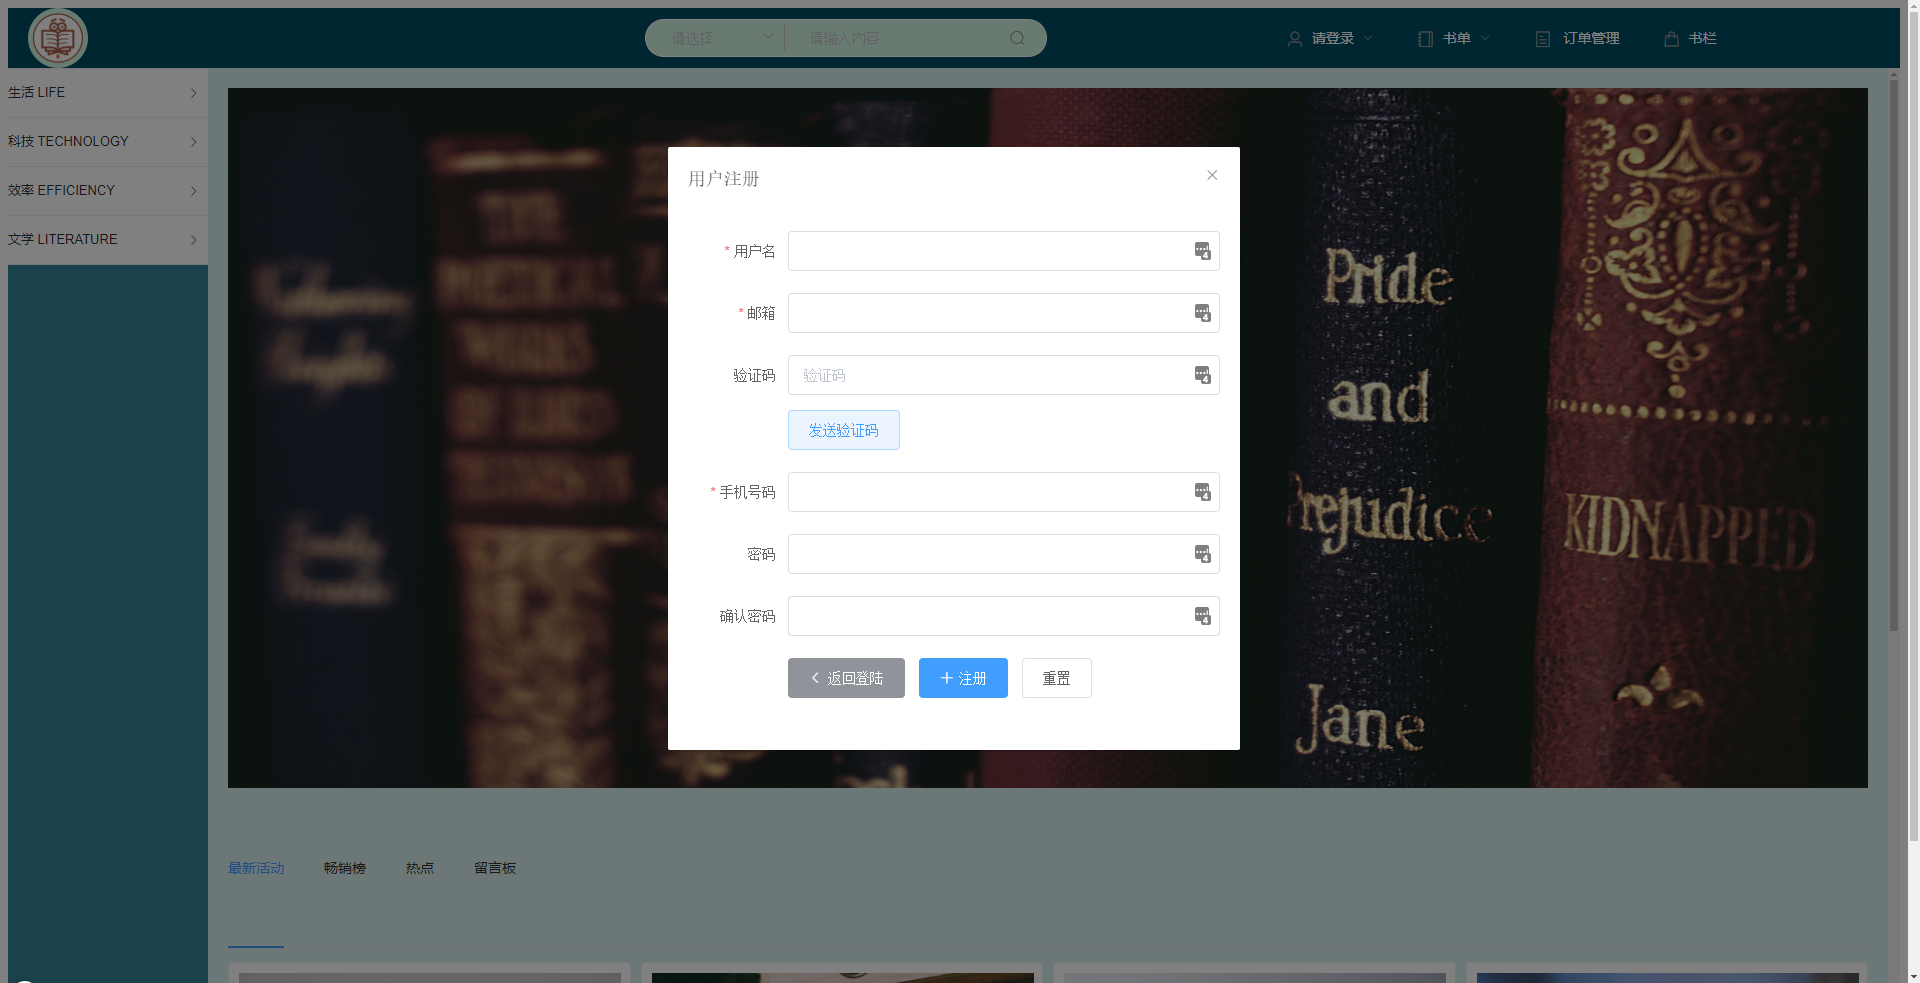 请选择
请输入内容
请登录
书单
订单管理
书栏
生活 LIFE
科技 TECHNOLOGY
效率 EFFICIENCY
文学 LITERATURE
用户注册
* 用户名
* 邮箱
验证码
验证码
发送验证码
* 手机号码
密码
确认密码
返回登陆
注册
重置
THE
POETICAL
WORKS
Pride
and
Prejudice
Jane
KIDNAPPED
最新活动
畅销榜
热点
留言板